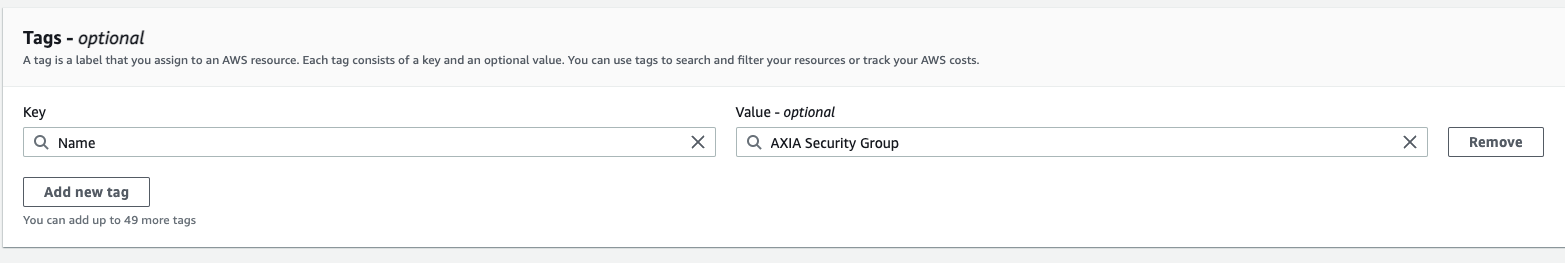 Tags - optional
A tag is a label that you assign to an AWS resource. Each tag consists of a key and an optional value. You can use tags to search and filter your resources or track your AWS costs.
Key
Value - optional
Name
AXIA Security Group
Remove
Add new tag
You can add up to 49 more tags